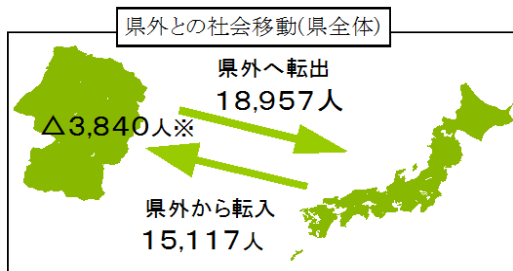 県外との社会移動(県全体)
県外へ転出
18,957人
△3,840人※
県外から転入
15,117人